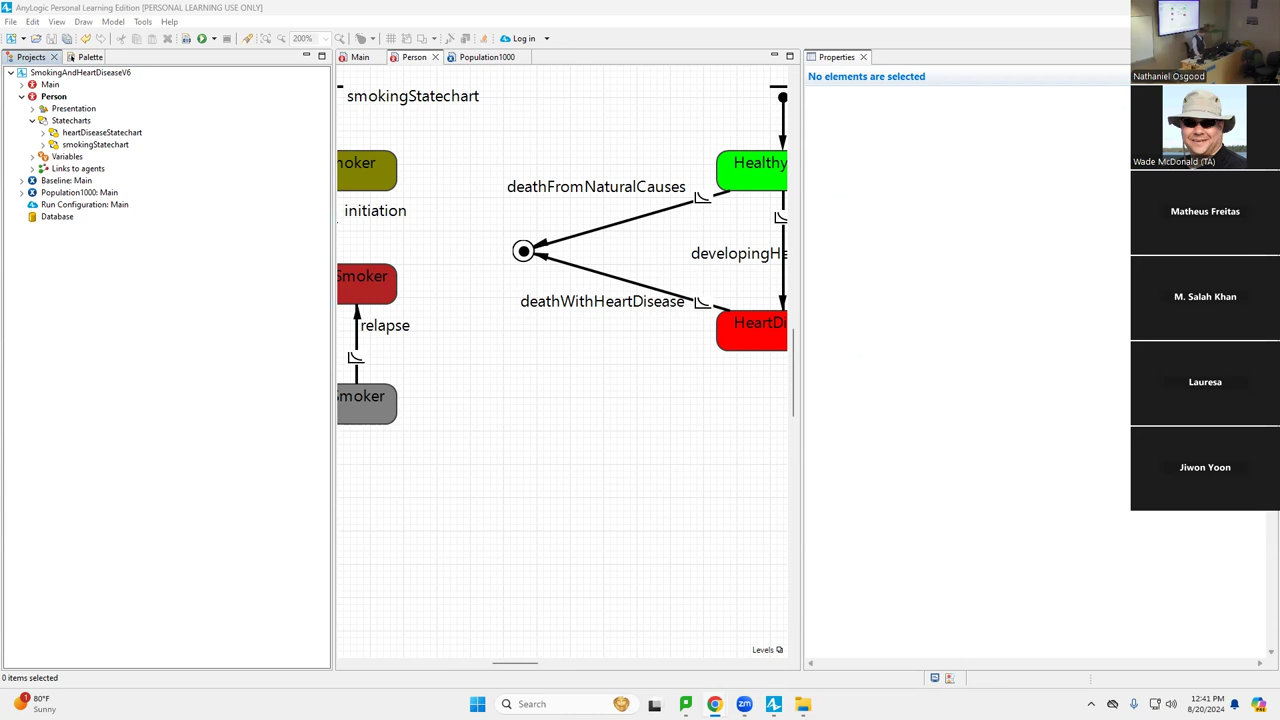 AnyLogic Personal Learning Edition [PERSONAL LEARNING USE ONLY]
File Edit View Draw Model Tools Help
200% Log in
Projects Palette
Main Person Population1000
Properties
No elements are selected
SmokingAndHeartDiseaseV6
Main
Person
Presentation
Statecharts
heartDiseaseStatechart
smokingStatechart
Variables
Links to agents
Baseline: Main
Population1000: Main
Run Configuration: Main
Database
smokingStatechart
moker
Healthy
deathFromNaturalCauses
initiation
developingHe
Smoker
deathWithHeartDisease
HeartDi
relapse
Smoker
Levels
Nathaniel Osgood
Wade McDonald (TA)
Matheus Freitas
M. Salah Khan
Lauresa
Jiwon Yoon
0 items selected
1
80°F
Sunny
Search
12:41 PM
8/20/2024